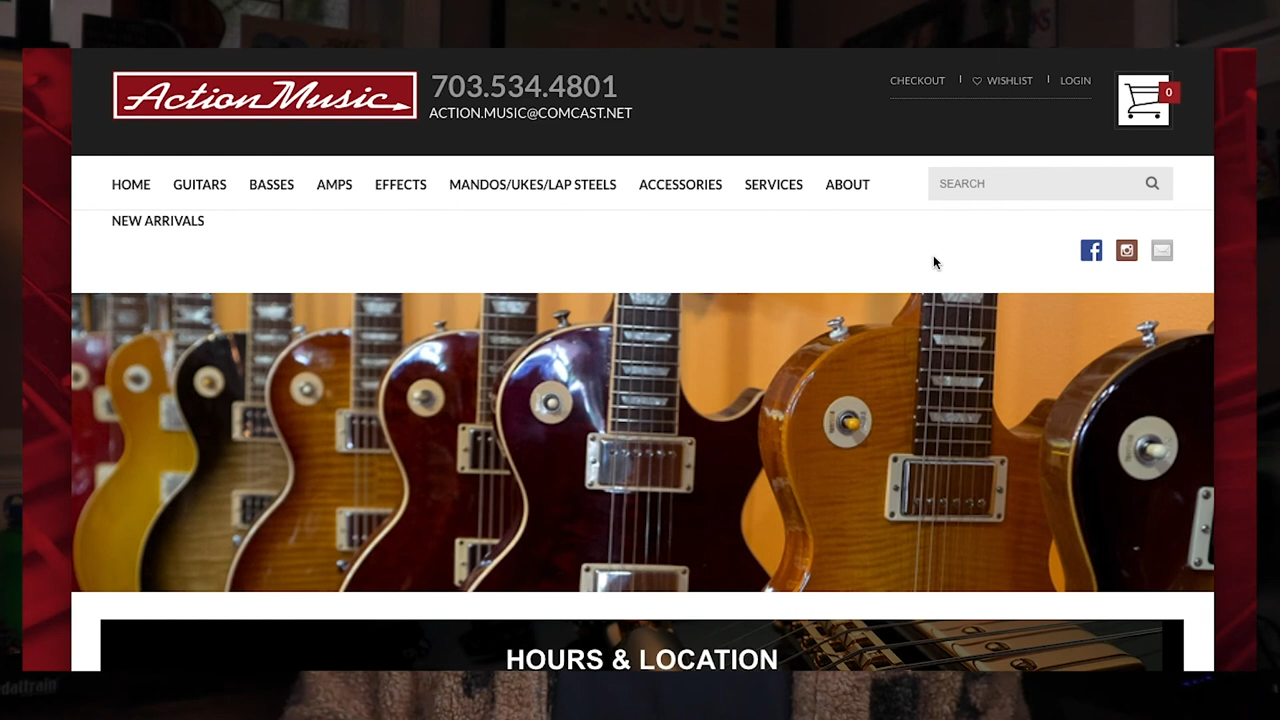 Action Music
703.534.4801
ACTION.MUSIC@COMCAST.NET
CHECKOUT
WISHLIST
LOGIN
0
HOME GUITARS BASSES AMPS EFFECTS MANDOS/UKES/LAP STEELS ACCESSORIES SERVICES ABOUT
SEARCH
NEW ARRIVALS
HOURS & LOCATION